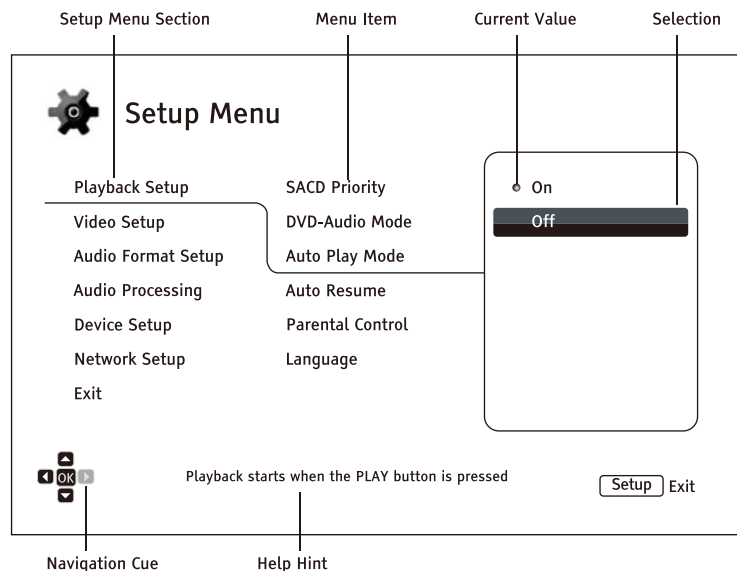 Setup Menu Section Menu Item Current Value Selection
Setup Menu
Playback Setup SACD Priority On
Video Setup DVD-Audio Mode Off
Audio Format Setup Auto Play Mode
Audio Processing Auto Resume
Device Setup Parental Control
Network Setup Language
Exit
OK Playback starts when the PLAY button is pressed Setup Exit
Navigation Cue Help Hint